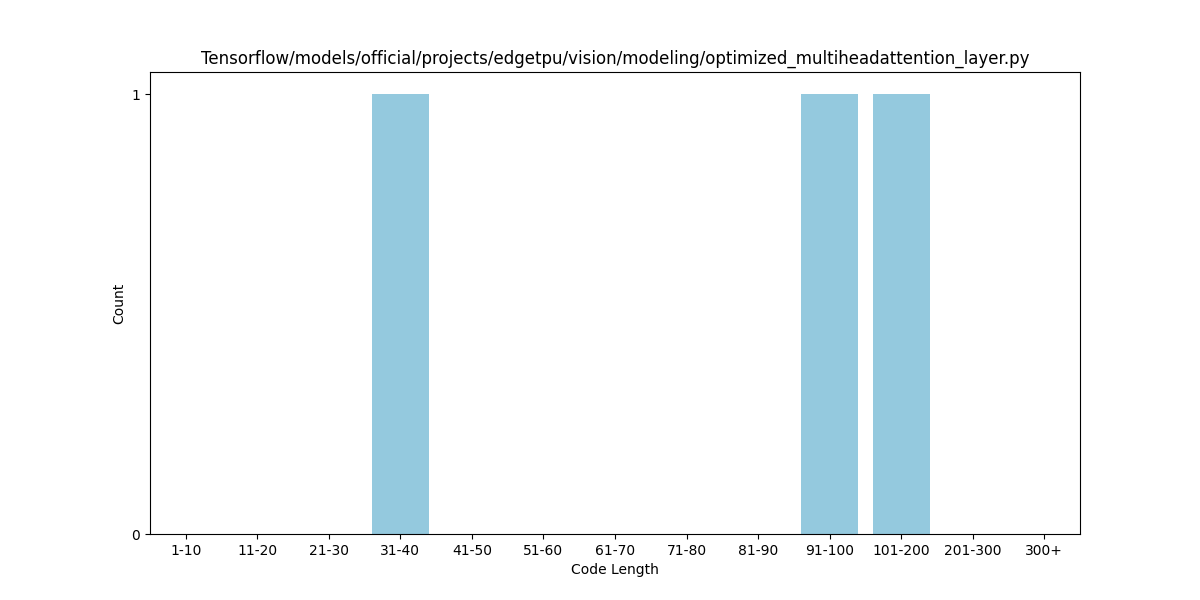 Tensorflow/models/official/projects/edgetpu/vision/modeling/optimized_multiheadattention_layer.py
1
Count
0
1-10 11-20 21-30 31-40 41-50 51-60 61-70 71-80 81-90 91-100 101-200 201-300 300+
Code Length